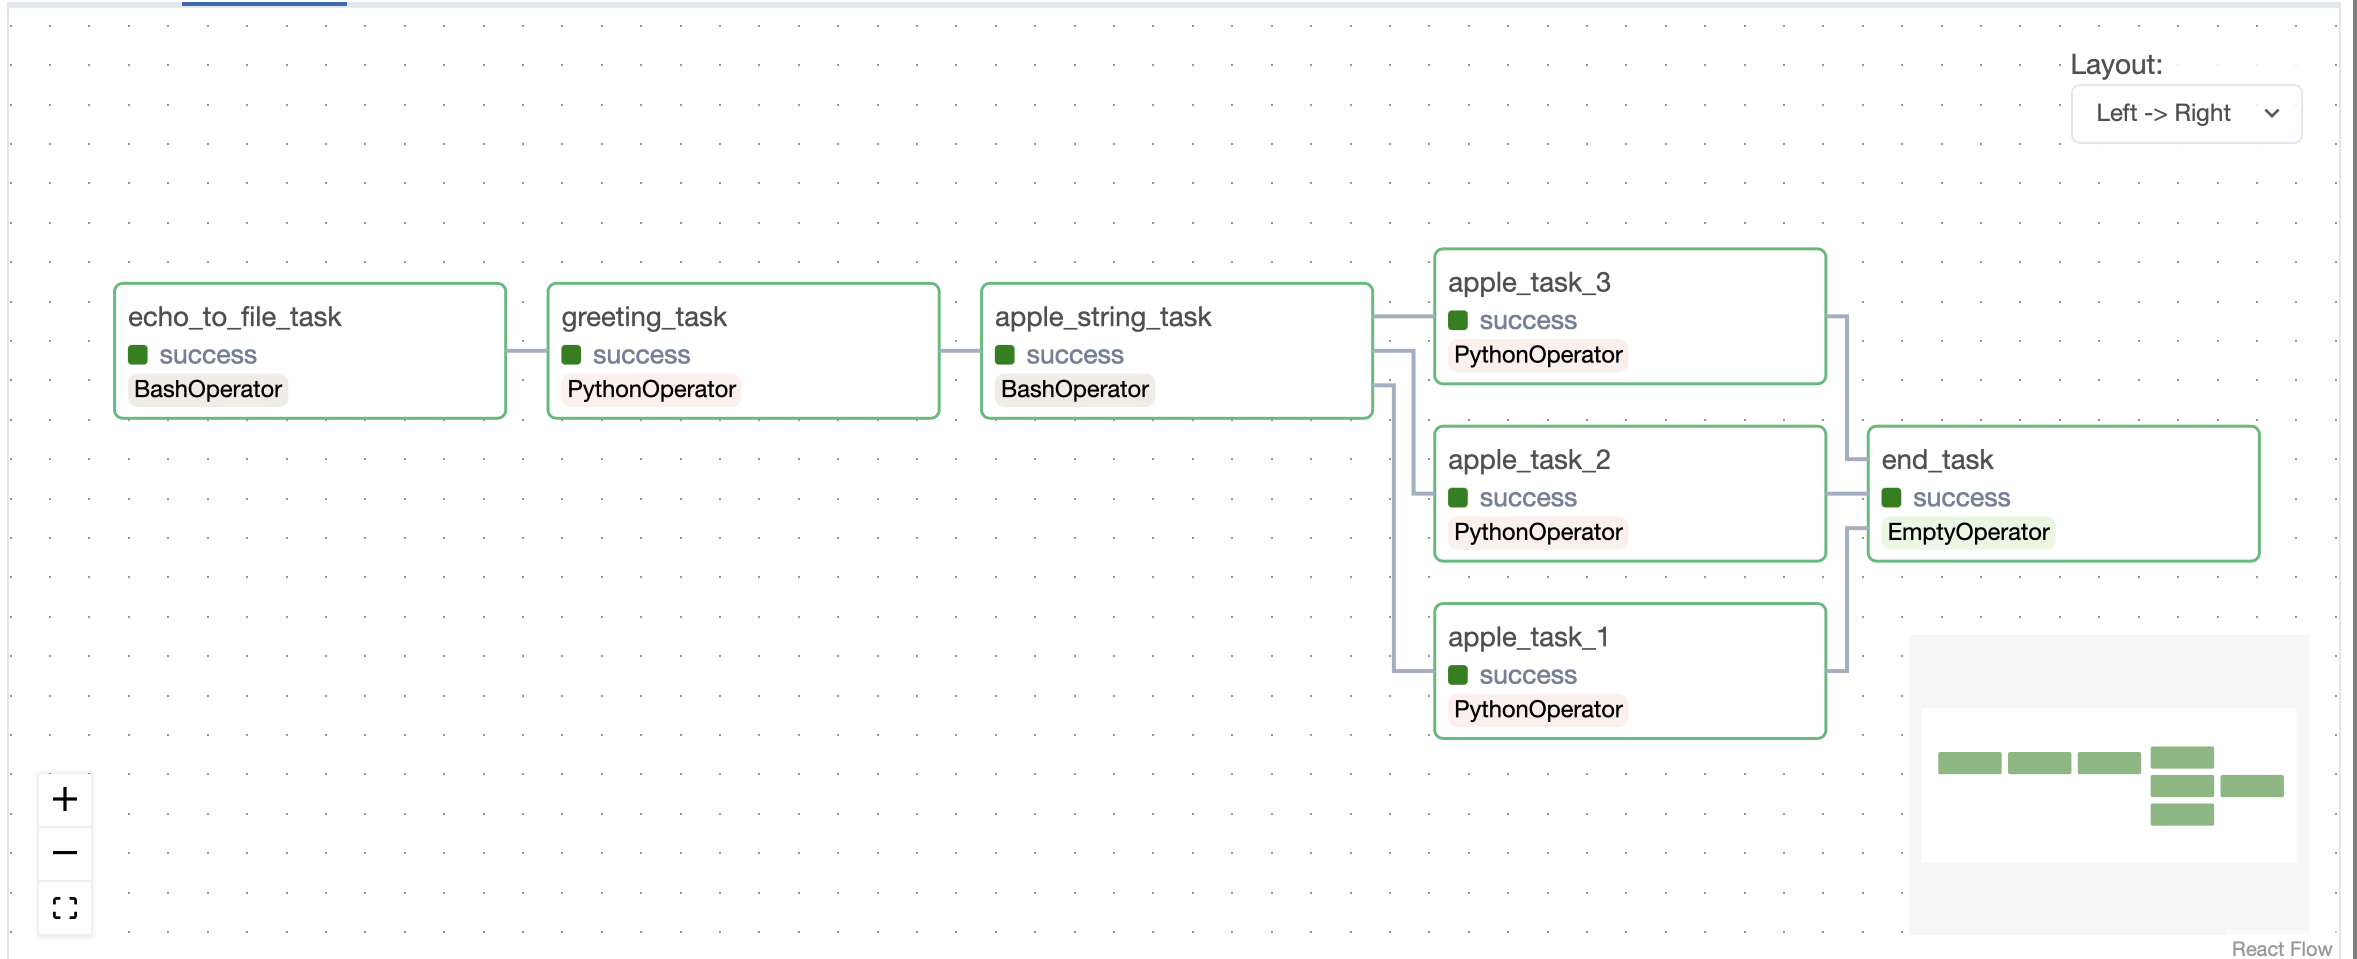 Layout:
Left -> Right
echo_to_file_task
success
BashOperator
greeting_task
success
PythonOperator
apple_string_task
success
BashOperator
apple_task_3
success
PythonOperator
apple_task_2
success
PythonOperator
apple_task_1
success
PythonOperator
end_task
success
EmptyOperator
React Flow